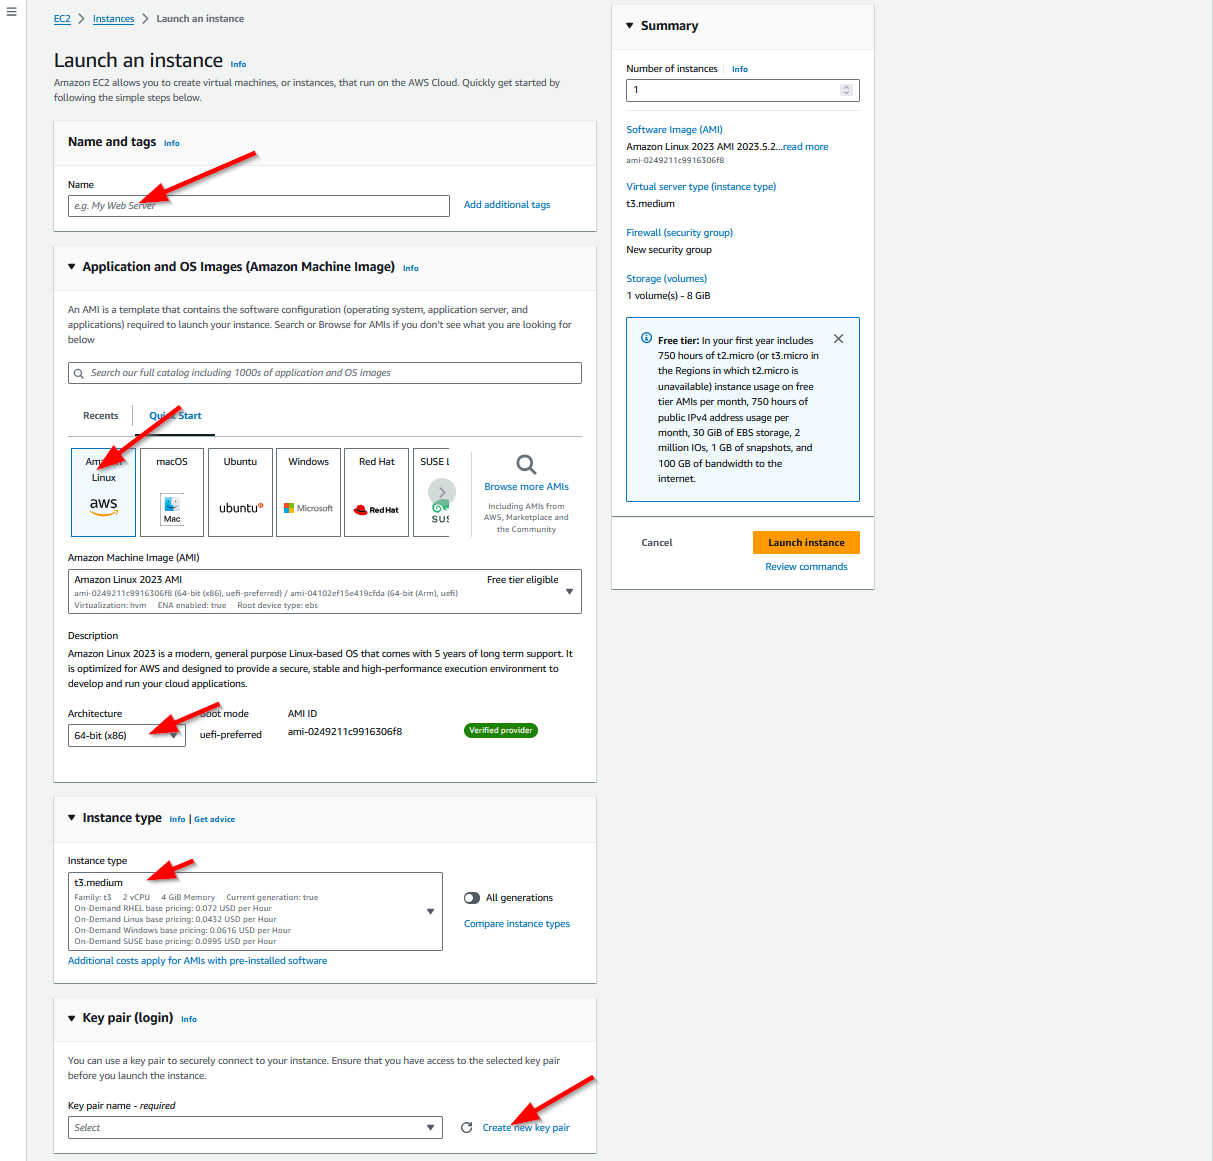 EC2 > Instances > Launch an instance
Launch an instance Info
Amazon EC2 allows you to create virtual machines, or instances, that run on the AWS Cloud. Quickly get started by
following the simple steps below.
Name and tags Info
Name
e.g. My Web Server
Add additional tags
Application and OS Images (Amazon Machine Image) Info
An AMI is a template that contains the software configuration (operating system, application server, and
applications) required to launch your instance. Search or Browse for AMIs if you don't see what you are looking for
below
Search our full catalog including 1000s of application and OS images
Recents
Quick Start
Amazon
Linux
aws
macOS
Mac
Ubuntu
ubuntu
Windows
Microsoft
Red Hat
Red Hat
SUSE L
SUS
Browse more AMIs
Including AMIs from
AWS, Marketplace and
the Community
Amazon Machine Image (AMI)
Amazon Linux 2023 AMI
Free tier eligible
ami-0249211c9916306f8 (64-bit (x86), uefi-preferred) / ami-04102ef15e419cfda (64-bit (Arm), uefi)
Virtualization: hvm ENA enabled: true Root device type: ebs
Description
Amazon Linux 2023 is a modern, general purpose Linux-based OS that comes with 5 years of long term support. It
is optimized for AWS and designed to provide a secure, stable and high-performance execution environment to
develop and run your cloud applications.
Architecture
64-bit (x86)
Boot mode
uefi-preferred
AMI ID
ami-0249211c9916306f8
Verified provider
Instance type Info | Get advice
Instance type
t3.medium
Family: t3 2 vCPU 4 GiB Memory Current generation: true
On-Demand RHEL base pricing: 0.072 USD per Hour
On-Demand Linux base pricing: 0.0432 USD per Hour
On-Demand Windows base pricing: 0.0616 USD per Hour
On-Demand SUSE base pricing: 0.0995 USD per Hour
All generations
Compare instance types
Additional costs apply for AMIs with pre-installed software
Key pair (login) Info
You can use a key pair to securely connect to your instance. Ensure that you have access to the selected key pair
before you launch the instance.
Key pair name - required
Select
Create new key pair
Summary
Number of instances Info
1
Software Image (AMI)
Amazon Linux 2023 AMI 2023.5.2...read more
ami-0249211c9916306f8
Virtual server type (instance type)
t3.medium
Firewall (security group)
New security group
Storage (volumes)
1 volume(s) - 8 GiB
Free tier: In your first year includes
750 hours of t2.micro (or t3.micro in
the Regions in which t2.micro is
unavailable) instance usage on free
tier AMIs per month, 750 hours of
public IPv4 address usage per
month, 30 GiB of EBS storage, 2
million IOs, 1 GB of snapshots, and
100 GB of bandwidth to the
internet.
Cancel
Launch instance
Review commands